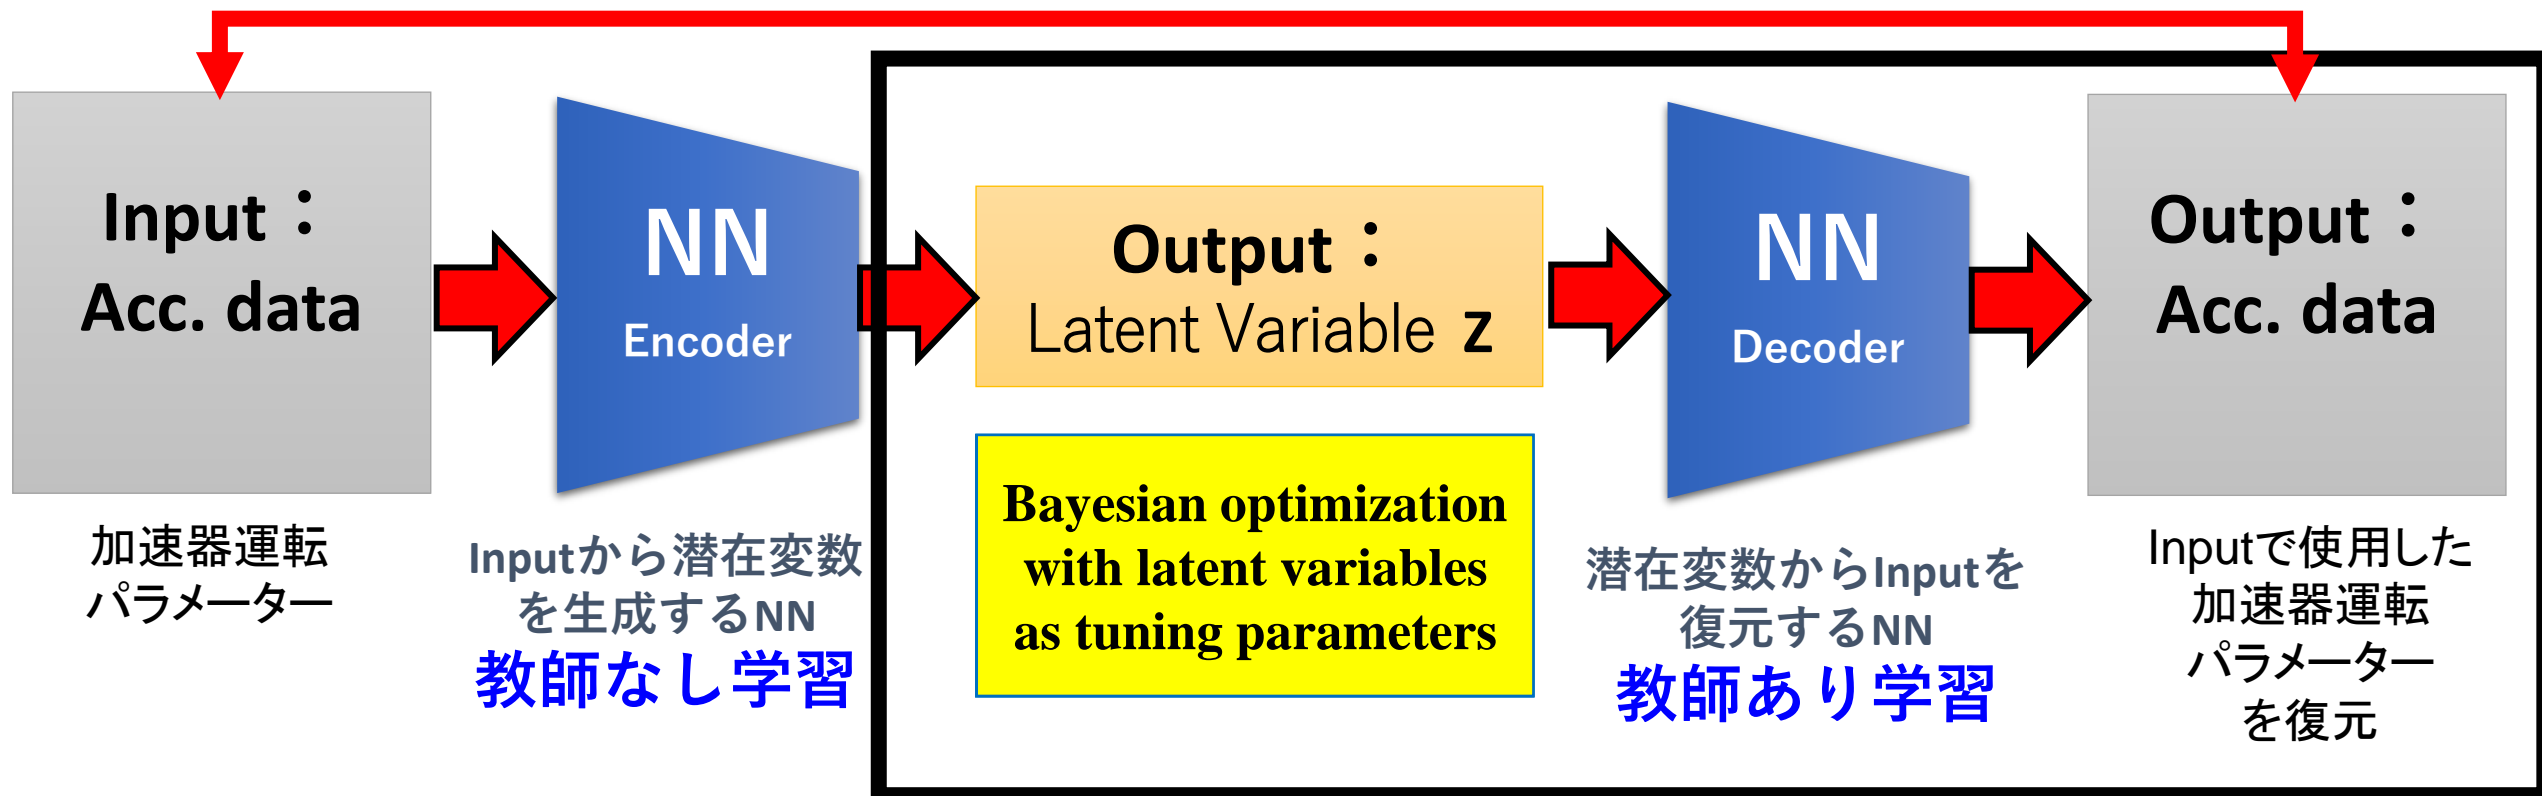 Input：
Acc. data
加速器運転
パラメーター
NN
Encoder
Inputから潜在変数
を生成するNN
教師なし学習
Output：
Latent Variable z
Bayesian optimization
with latent variables
as tuning parameters
NN
Decoder
潜在変数からInputを
復元するNN
教師あり学習
Output：
Acc. data
Inputで使用した
加速器運転
パラメーター
を復元